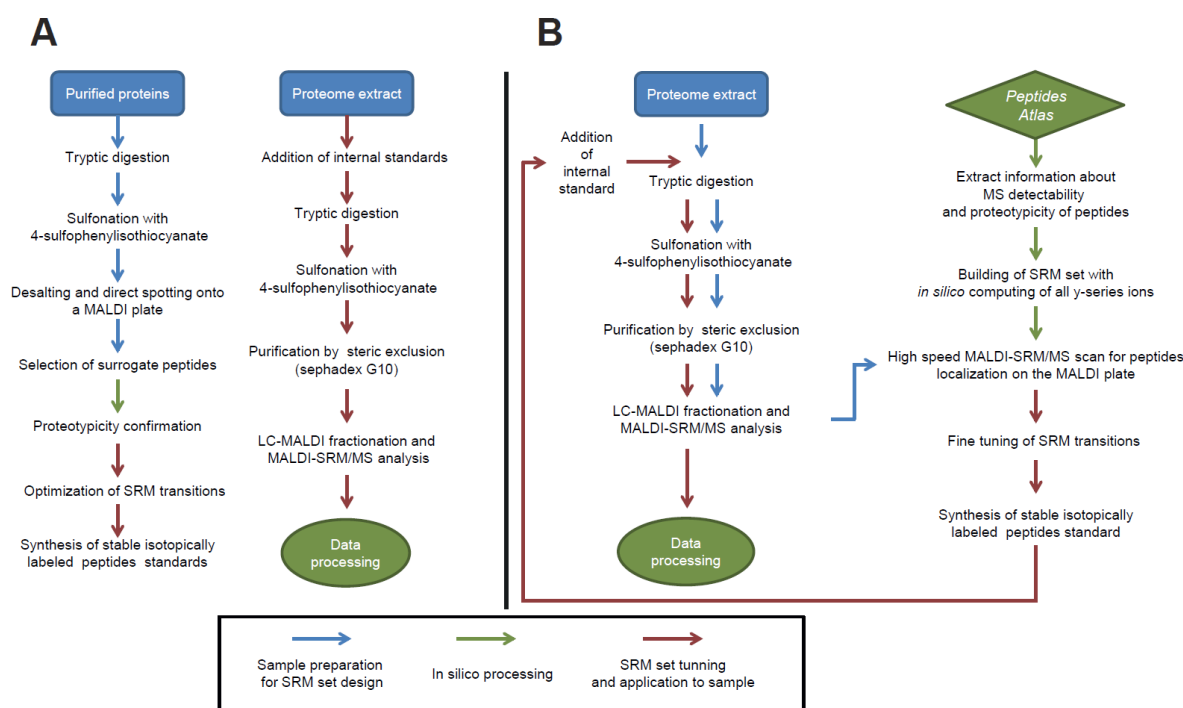 A
Purified proteins
Tryptic digestion
Sulfonation with
4-sulfophenylisothiocyanate
Desalting and direct spotting onto
a MALDI plate
Selection of surrogate peptides
Proteotypicity confirmation
Optimization of SRM transitions
Synthesis of stable isotopically
labeled peptides standards
Proteome extract
Addition of internal standards
Tryptic digestion
Sulfonation with
4-sulfophenylisothiocyanate
Purification by steric exclusion
(sephadex G10)
LC-MALDI fractionation and
MALDI-SRM/MS analysis
Data
processing
B
Proteome extract
Addition
of
internal
standard
Tryptic digestion
Sulfonation with
4-sulfophenylisothiocyanate
Purification by steric exclusion
(sephadex G10)
LC-MALDI fractionation and
MALDI-SRM/MS analysis
Data
processing
Peptides
Atlas
Extract information about
MS detectability
and proteotypicity of peptides
Building of SRM set with
in silico computing of all y-series ions
High speed MALDI-SRM/MS scan for peptides
localization on the MALDI plate
Fine tuning of SRM transitions
Synthesis of stable isotopically
labeled peptides standard
Sample preparation
for SRM set design
In silico processing
SRM set tunning
and application to sample